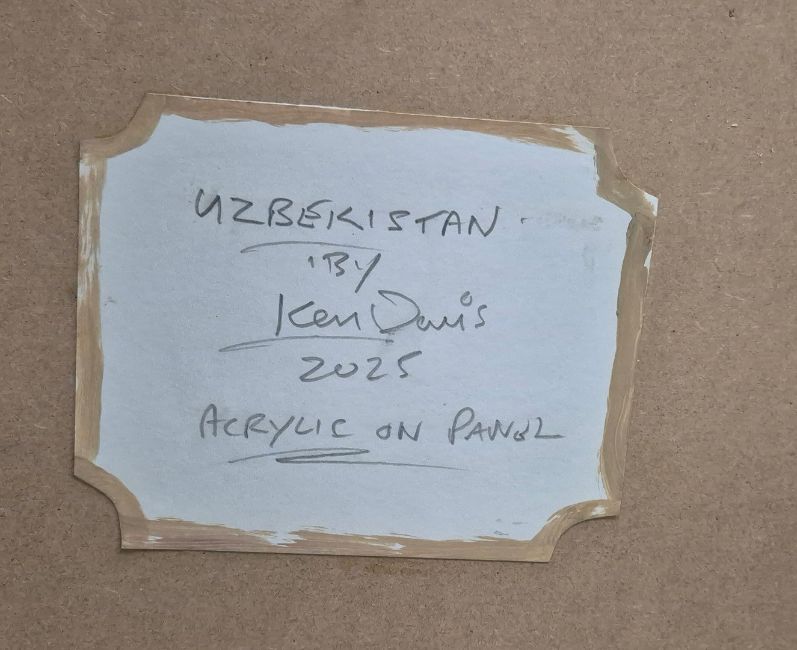 UZBEKISTAN
BY
Ken Davis
2025
ACRYLIC ON PANEL